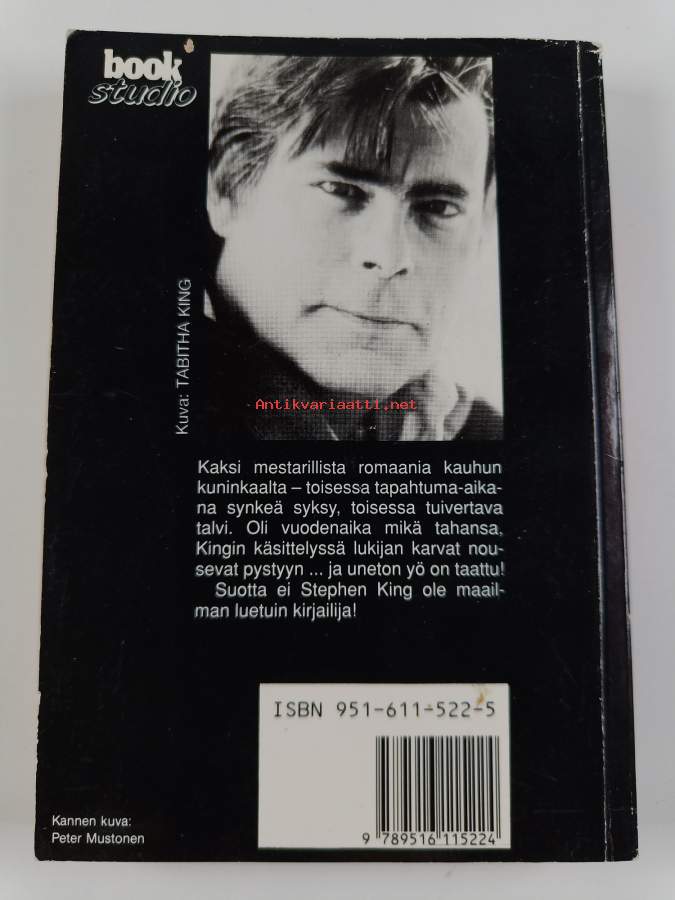 book
studio
Kuva: TABITHA KING
Antikvariaatti.net
Kaksi mestarillista romaania kauhun
kuninkaalta – toisessa tapahtuma-aika-
na synkeä syksy, toisessa tuivertava
talvi. Oli vuodenaika mikä tahansa,
Kingin käsittelyssä lukijan karvat nou-
sevat pystyyn ... ja uneton yö on taattu!
Suotta ei Stephen King ole maail-
man luetuin kirjailija!
ISBN 951-611-522-5
9 789516 115224
Kannen kuva:
Peter Mustonen